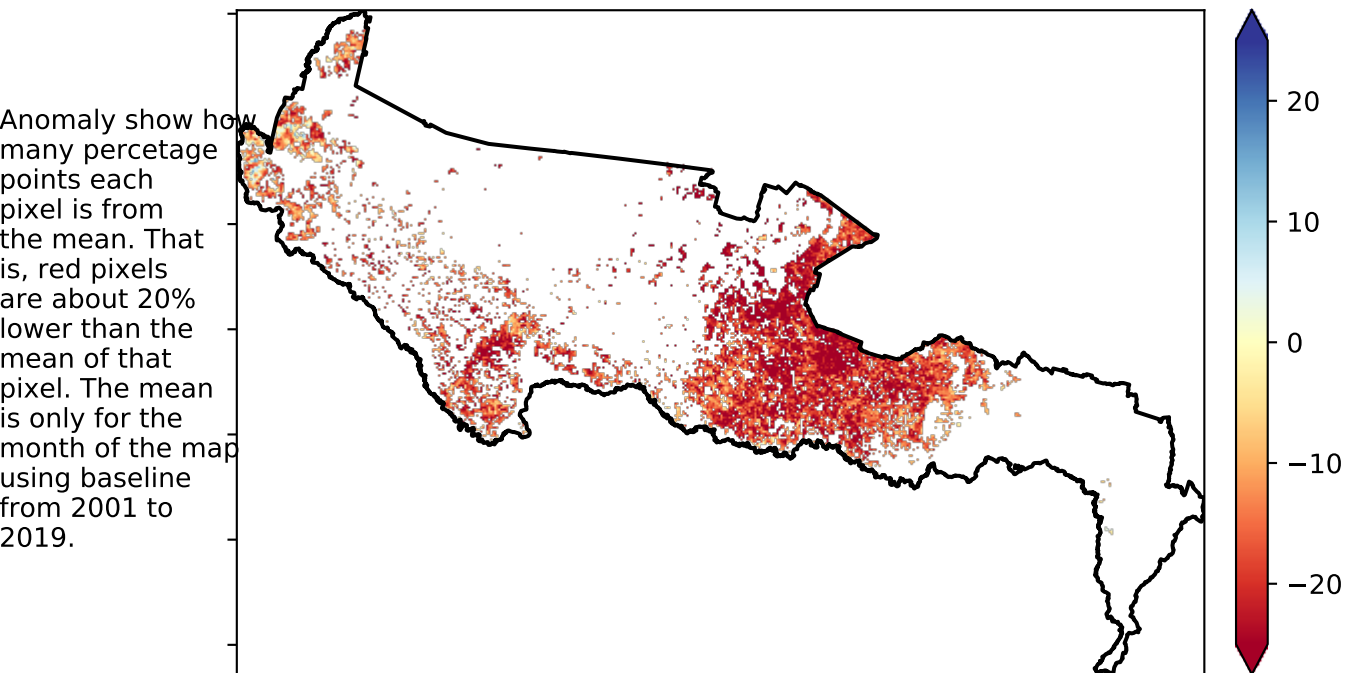 Anomaly show how
many percetage
points each
pixel is from
the mean. That
is, red pixels
are about 20%
lower than the
mean of that
pixel. The mean
is only for the
month of the map
using baseline
from 2001 to
2019.
20
10
0
−10
−20